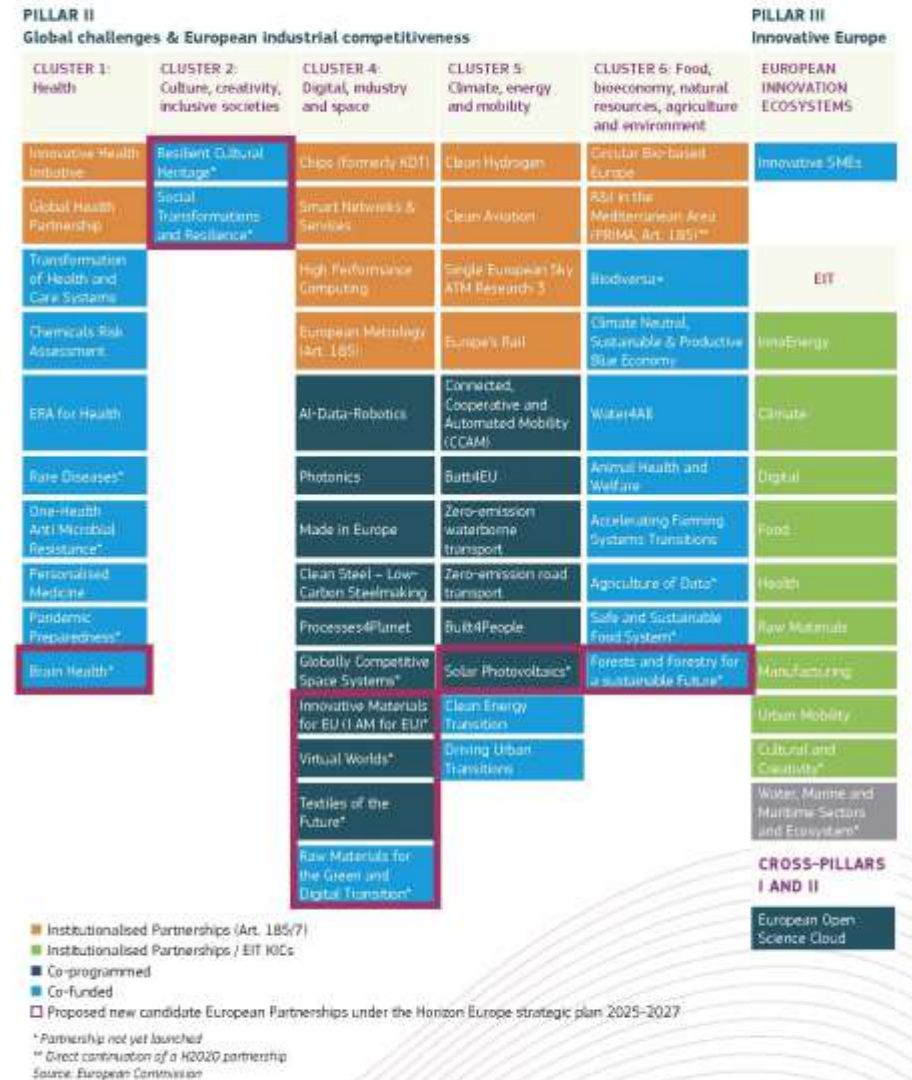 PILLAR II
Global challenges & European industrial competitiveness
PILLAR III
Innovative Europe
CLUSTER 1:
Health
CLUSTER 2:
Culture, creativity,
inclusive societies
CLUSTER 4:
Digital, industry
and space
CLUSTER 5:
Climate, energy
and mobility
CLUSTER 6: Food,
bioeconomy, natural
resources, agriculture
and environment
EUROPEAN
INNOVATION
ECOSYSTEMS
Innovative Health
Initiative
Global Health
Partnership
Transformation
of Health and
Care Systems
Chemicals Risk
Assessment
ERA for Health
Rare Diseases*
One-Health
Anti Microbial
Resistance*
Personalised
Medicine
Pandemic
Preparedness*
Brain Health*
Resilient Cultural
Heritage*
Social
Transformations
and Resilience*
Chips (formerly KDT)
Smart Networks &
Services
High Performance
Computing
European Metrology
(Art. 185)
AI-Data-Robotics
Photonics
Made in Europe
Clean Steel – Low-
Carbon Steelmaking
Processes4Planet
Globally Competitive
Space Systems*
Innovative Materials
for EU (I AM for EU)*
Virtual Worlds*
Textiles of the
Future*
Raw Materials for
the Green and
Digital Transition*
Clean Hydrogen
Clean Aviation
Single European Sky
ATM Research 3
Europe's Rail
Connected,
Cooperative and
Automated Mobility
(CCAM)
Batt4EU
Zero-emission
waterborne
transport
Zero-emission road
transport
Built4People
Solar Photovoltaics*
Clean Energy
Transition
Driving Urban
Transitions
Circular Bio-based
Europe
R&I in the
Mediterranean Area
(PRIMA, Art. 185)**
Biodiversa+
Climate Neutral,
Sustainable & Productive
Blue Economy
Water4All
Animal Health and
Welfare
Accelerating Farming
Systems Transitions
Agriculture of Data*
Safe and Sustainable
Food System*
Forests and Forestry for
a sustainable Future*
Innovative SMEs
EIT
InnoEnergy
Climate
Digital
Food
Health
Raw Materials
Manufacturing
Urban Mobility
Cultural and
Creativity*
Water, Marine and
Maritime Sectors
and Ecosystem*
CROSS-PILLARS
I AND II
European Open
Science Cloud
Institutionalised Partnerships (Art. 185/7)
Institutionalised Partnerships / EIT KICs
Co-programmed
Co-funded
Proposed new candidate European Partnerships under the Horizon Europe strategic plan 2025-2027
* Partnership not yet launched
** Direct continuation of a H2020 partnership
Source: European Commission